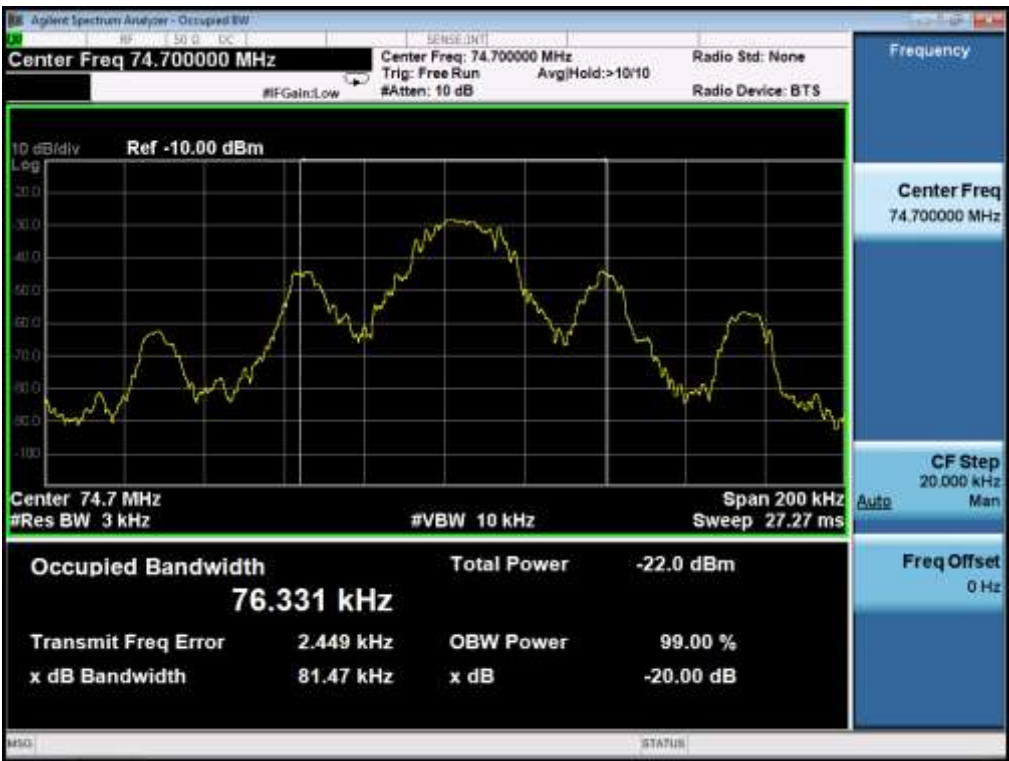 Agilent Spectrum Analyzer - Occupied BW
RF 50 Ω DC SENSE:INT
Center Freq 74.700000 MHz
Center Freq: 74.700000 MHz
Radio Std: None
Trig: Free Run Avg|Hold:>10/10
#IFGain:Low
#Atten: 10 dB
Radio Device: BTS
10 dB/div Ref -10.00 dBm
Log
-20.0
-30.0
-40.0
-50.0
-60.0
-70.0
-80.0
-90.0
-100
Center 74.7 MHz
Span 200 kHz
#Res BW 3 kHz
#VBW 10 kHz
Sweep 27.27 ms
Occupied Bandwidth
76.331 kHz
Total Power -22.0 dBm
Transmit Freq Error 2.449 kHz
OBW Power 99.00 %
x dB Bandwidth 81.47 kHz
x dB -20.00 dB
MSG
STATUS
Frequency
Center Freq
74.700000 MHz
CF Step
20.000 kHz
Auto Man
Freq Offset
0 Hz